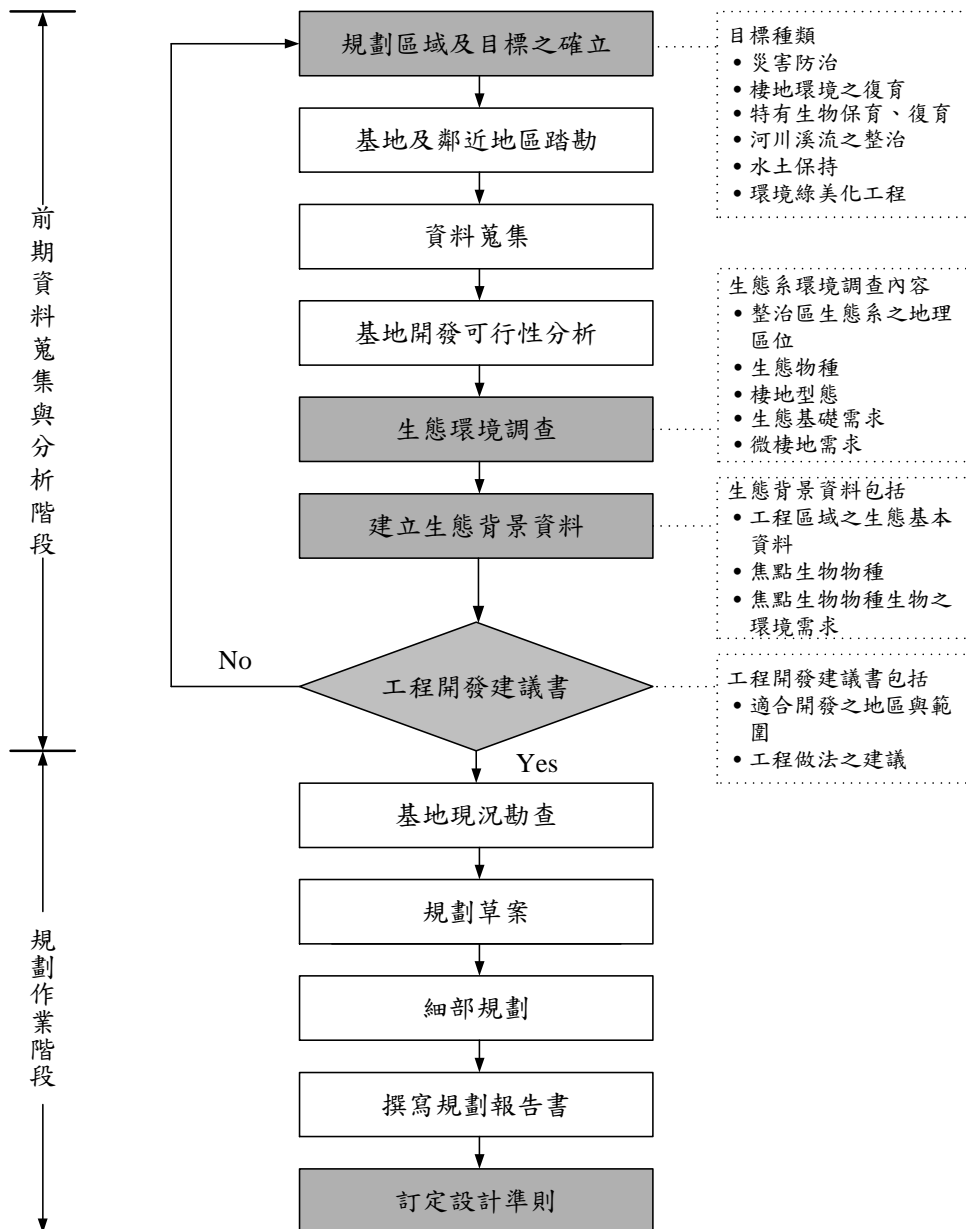 規劃區域及目標之確立
目標種類
• 災害防治
• 棲地環境之復育
• 特有生物保育、復育
• 河川溪流之整治
• 水土保持
• 環境綠美化工程
基地及鄰近地區踏勘
資料蒐集
基地開發可行性分析
生態環境調查
生態系環境調查內容
• 整治區生態系之地理
區位
• 生態物種
• 棲地型態
• 生態基礎需求
• 微棲地需求
建立生態背景資料
生態背景資料包括
• 工程區域之生態基本
資料
• 焦點生物物種
• 焦點生物物種生物之
環境需求
工程開發建議書
No
Yes
工程開發建議書包括
• 適合開發之地區與範
圍
• 工程做法之建議
前期資料蒐集與分析階段
基地現況勘查
規劃草案
細部規劃
撰寫規劃報告書
訂定設計準則
規劃作業階段